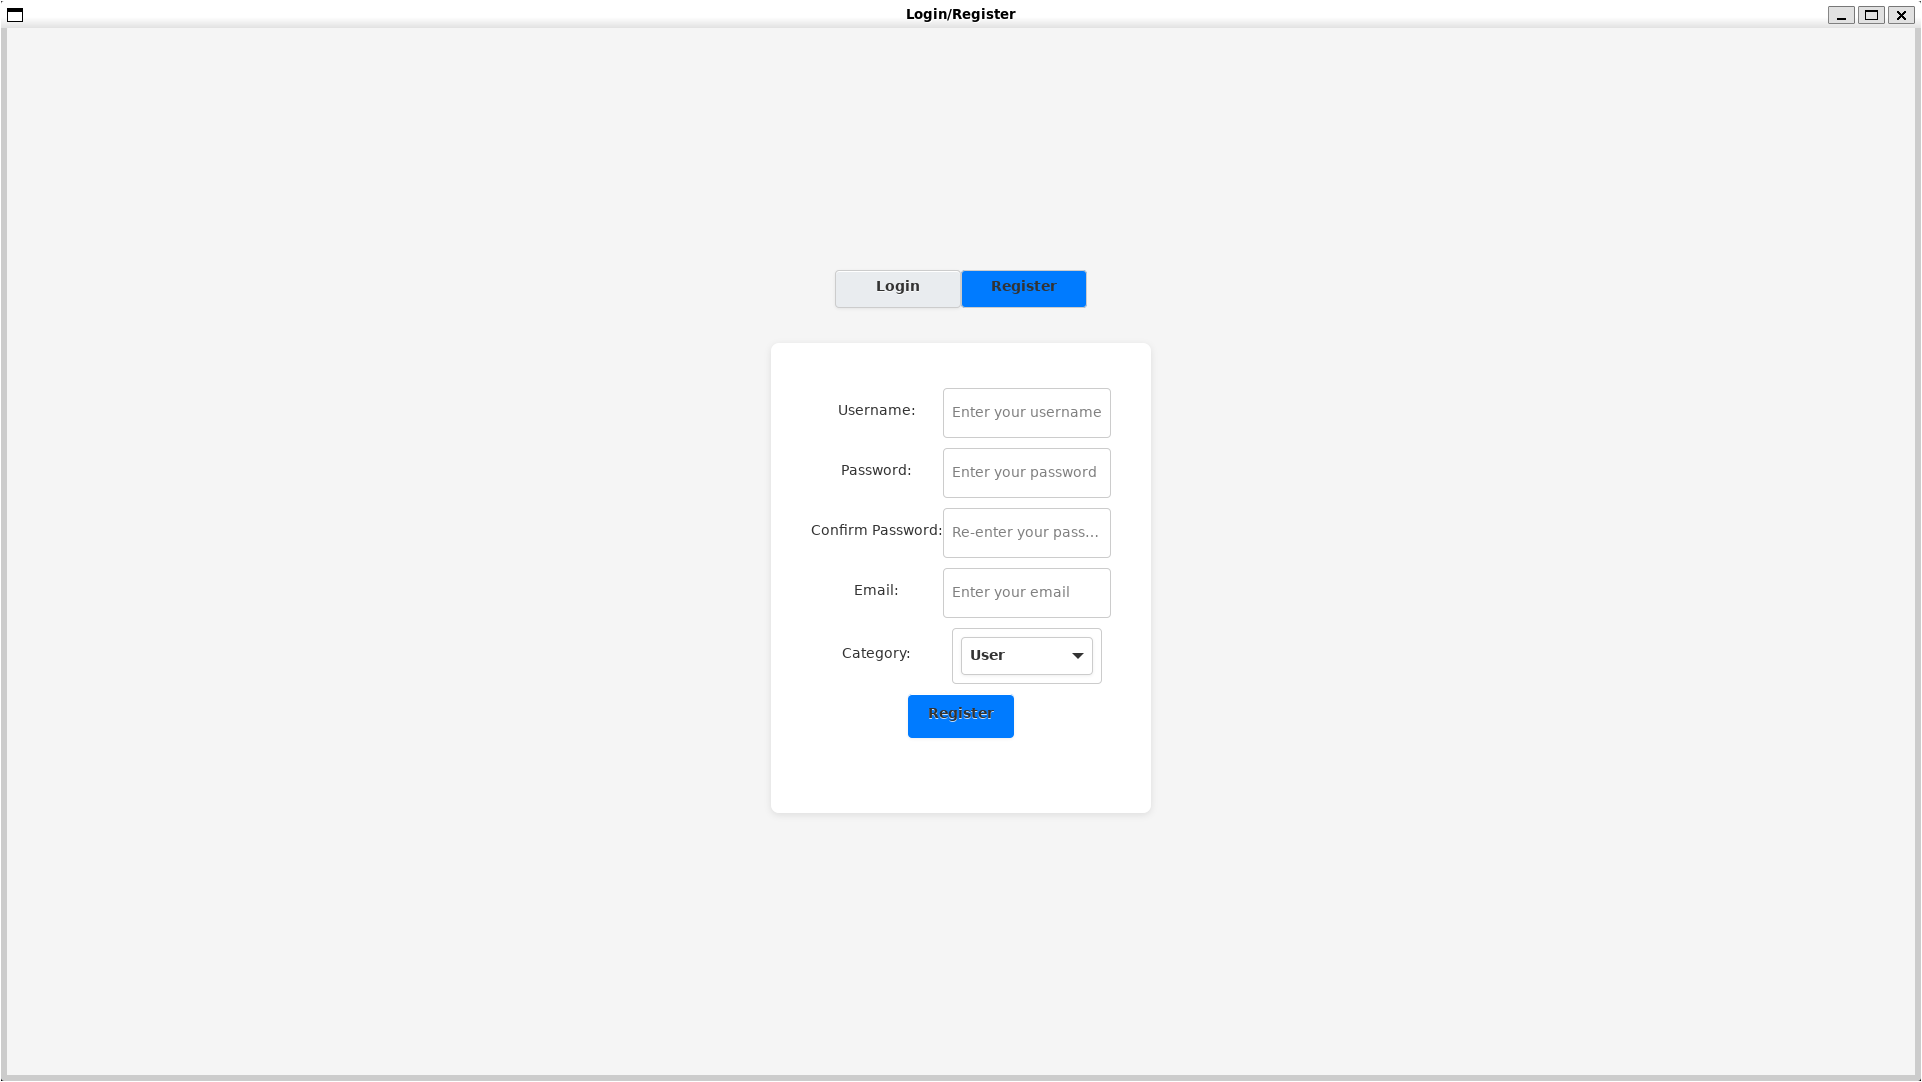 Login/Register
Login Register
Username: Enter your username
Password: Enter your password
Confirm Password: Re-enter your pass...
Email: Enter your email
Category: User
Register